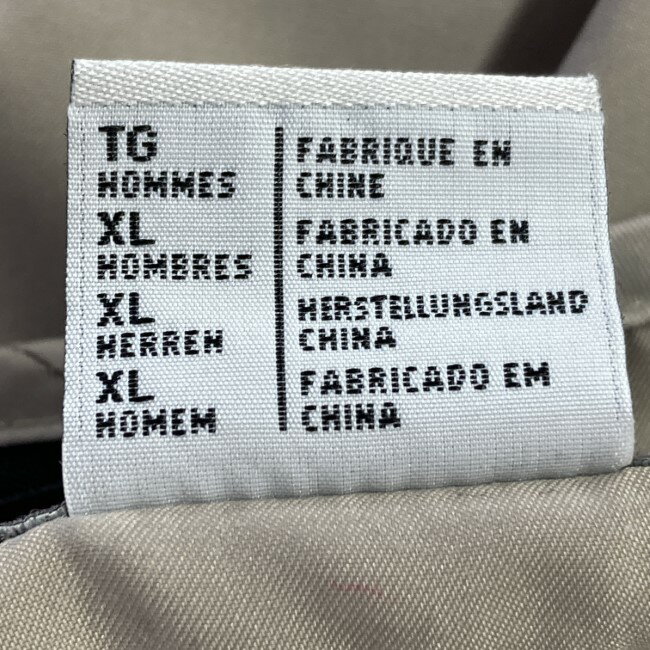 TG
HOMMES
XL
HOMBRES
XL
HERREN
XL
HOMEM
FABRIQUE EN
CHINE
FABRICADO EN
CHINA
HERSTELLUNGSLAND
CHINA
FABRICADO EM
CHINA